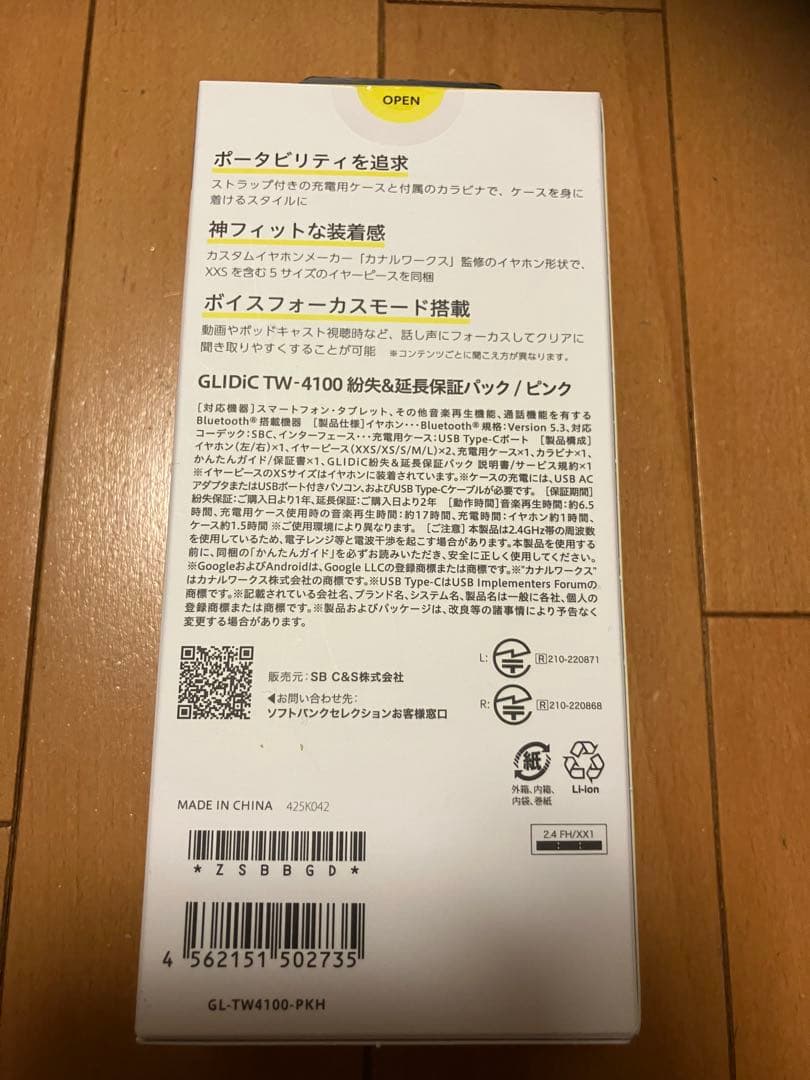 OPEN
ポータビリティを追求
ストラップ付きの充電用ケースと付属のカラビナで、ケースを身に
着けるスタイルに
神フィットな装着感
カスタムイヤホンメーカー「カナルワークス」監修のイヤホン形状で、
XXSを含む5サイズのイヤーピースを同梱
ボイスフォーカスモード搭載
動画やポッドキャスト視聴時など、話し声にフォーカスしてクリアに
聞き取りやすくすることが可能 ※コンテンツごとに聞こえ方が異なります。
GLIDiC TW-4100 紛失&延長保証パック / ピンク
[対応機器]スマートフォン・タブレット、その他音楽再生機能、通話機能を有する
Bluetooth®搭載機器 [製品仕様]イヤホン・・・Bluetooth®規格:Version 5.3、対応
コーデック:SBC、インターフェース・・・充電用ケース:USB Type-Cポート [製品構成]
イヤホン(左/右)×1、イヤーピース(XXS/XS/S/M/L)×2、充電用ケース×1、カラビナ×1、
かんたんガイド/保証書×1、GLIDiC紛失&延長保証パック 説明書/サービス規約×1
※イヤーピースのXSサイズはイヤホンに装着されています。※ケースの充電には、USB AC
アダプタまたはUSBポート付きパソコン、およびUSB Type-Cケーブルが必要です。 [保証期間]
紛失保証:ご購入日より1年、延長保証:ご購入日より2年 [動作時間]音楽再生時間:約6.5
時間、充電用ケース使用時の音楽再生時間:約17時間、充電時間:イヤホン約1時間、
ケース約1.5時間 ※ご使用環境により異なります。 [ご注意]本製品は2.4GHz帯の周波数
を使用しているため、電子レンジ等と電波干渉を起こす場合があります。本製品を使用する
前に、同梱の「かんたんガイド」を必ずお読みいただき、安全に正しく使用してください。
※GoogleおよびAndroidは、Google LLCの登録商標または商標です。※"カナルワークス"
はカナルワークス株式会社の商標です。※USB Type-CはUSB Implementers Forumの
商標です。※記載されている会社名、ブランド名、システム名、製品名は一般に各社、個人の
登録商標または商標です。※製品およびパッケージは、改良等の諸事情により予告なく
変更する場合があります。
販売元:SB C&S株式会社
◀お問い合わせ先:
ソフトバンクセレクションお客様窓口
L: R 210-220871
R: R 210-220868
紙
外箱、内箱、
内袋、巻紙
Li-ion
MADE IN CHINA 425K042
2.4 FH/XX1
*ZSBBGD*
4 562151 502735
GL-TW4100-PKH